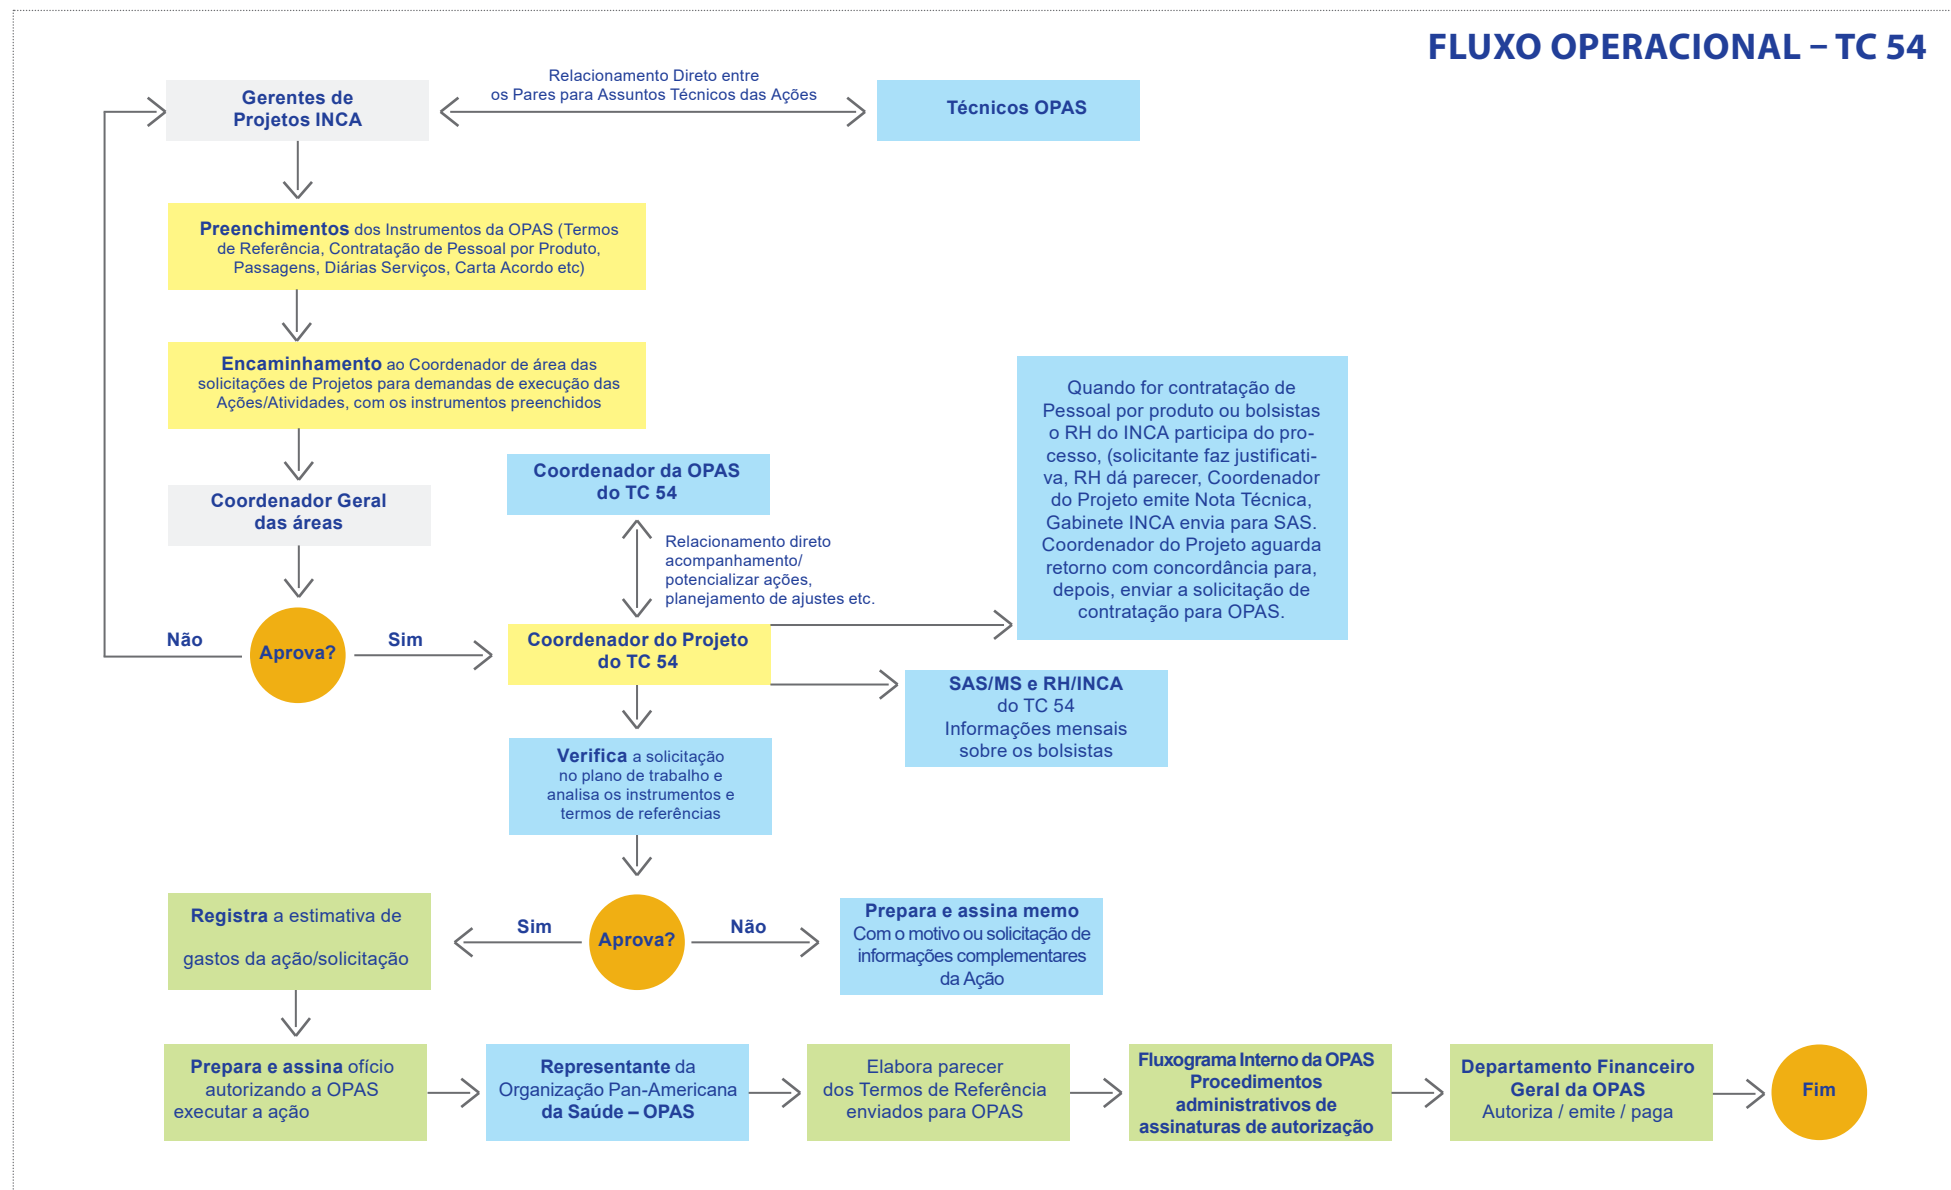 FLUXO OPERACIONAL – TC 54
Gerentes de
Projetos INCA
Relacionamento Direto entre
os Pares para Assuntos Técnicos das Ações
Técnicos OPAS
Preenchimentos dos Instrumentos da OPAS (Termos
de Referência, Contratação de Pessoal por Produto,
Passagens, Diárias Serviços, Carta Acordo etc)
Encaminhamento ao Coordenador de área das
solicitações de Projetos para demandas de execução das
Ações/Atividades, com os instrumentos preenchidos
Coordenador Geral
das áreas
Coordenador da OPAS
do TC 54
Relacionamento direto
acompanhamento/
potencializar ações,
planejamento de ajustes etc.
Quando for contratação de
Pessoal por produto ou bolsistas
o RH do INCA participa do pro-
cesso, (solicitante faz justificati-
va, RH dá parecer, Coordenador
do Projeto emite Nota Técnica,
Gabinete INCA envia para SAS.
Coordenador do Projeto aguarda
retorno com concordância para,
depois, enviar a solicitação de
contratação para OPAS.
Não
Aprova?
Sim
Coordenador do Projeto
do TC 54
SAS/MS e RH/INCA
do TC 54
Informações mensais
sobre os bolsistas
Verifica a solicitação
no plano de trabalho e
analisa os instrumentos e
termos de referências
Registra a estimativa de
gastos da ação/solicitação
Sim
Aprova?
Não
Prepara e assina memo
Com o motivo ou solicitação de
informações complementares
da Ação
Prepara e assina ofício
autorizando a OPAS
executar a ação
Representante da
Organização Pan-Americana
da Saúde – OPAS
Elabora parecer
dos Termos de Referência
enviados para OPAS
Fluxograma Interno da OPAS
Procedimentos
administrativos de
assinaturas de autorização
Departamento Financeiro
Geral da OPAS
Autoriza / emite / paga
Fim